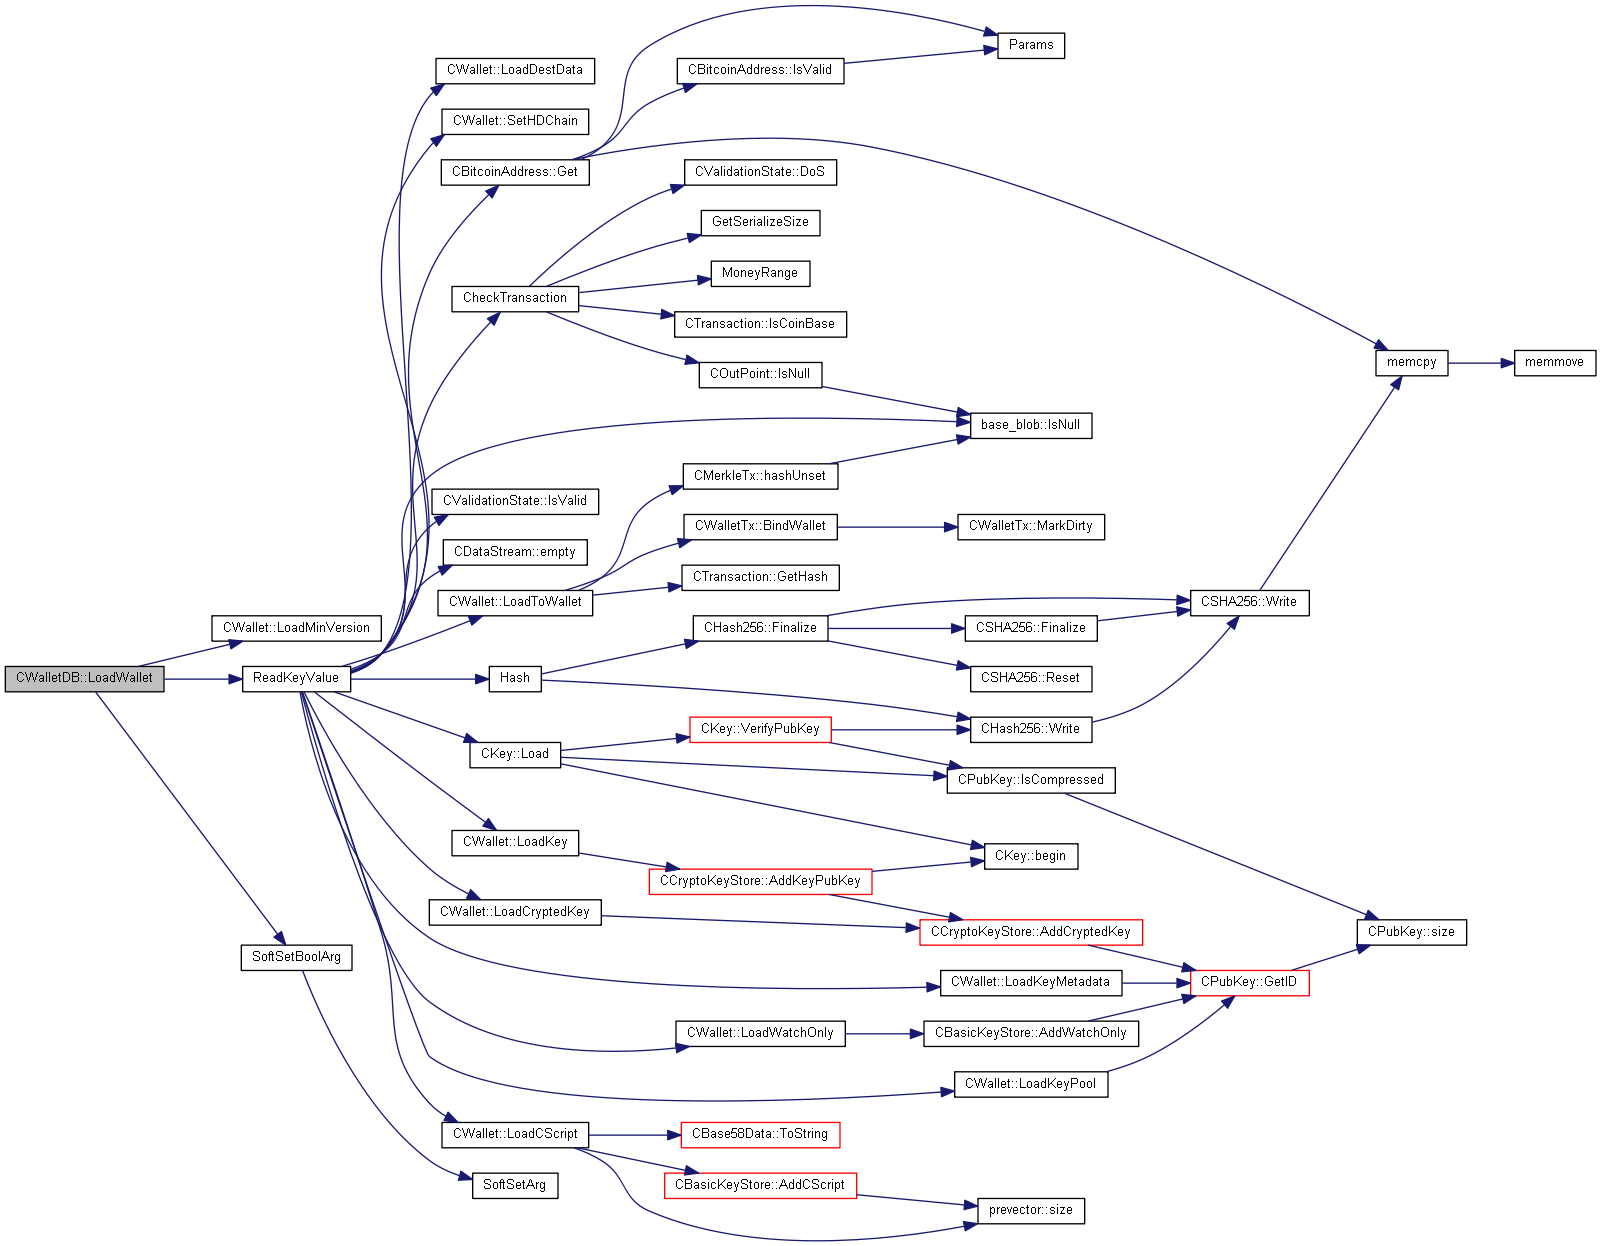 Params
CWallet::LoadDestData
CBitcoinAddress::IsValid
CWallet::SetHDChain
CBitcoinAddress::Get
CValidationState::DoS
GetSerializeSize
MoneyRange
CheckTransaction
CTransaction::IsCoinBase
memcpy
memmove
COutPoint::IsNull
base_blob::IsNull
CMerkleTx::hashUnset
CValidationState::IsValid
CWalletTx::BindWallet
CWalletTx::MarkDirty
CDataStream::empty
CTransaction::GetHash
CWallet::LoadToWallet
CSHA256::Write
CWallet::LoadMinVersion
CHash256::Finalize
CSHA256::Finalize
CWalletDB::LoadWallet
ReadKeyValue
Hash
CSHA256::Reset
CKey::VerifyPubKey
CHash256::Write
CKey::Load
CPubKey::IsCompressed
CWallet::LoadKey
CKey::begin
CCryptoKeyStore::AddKeyPubKey
CWallet::LoadCryptedKey
CCryptoKeyStore::AddCryptedKey
CPubKey::size
SoftSetBoolArg
CWallet::LoadKeyMetadata
CPubKey::GetID
CWallet::LoadWatchOnly
CBasicKeyStore::AddWatchOnly
CWallet::LoadKeyPool
CWallet::LoadCScript
CBase58Data::ToString
SoftSetArg
CBasicKeyStore::AddCScript
prevector::size